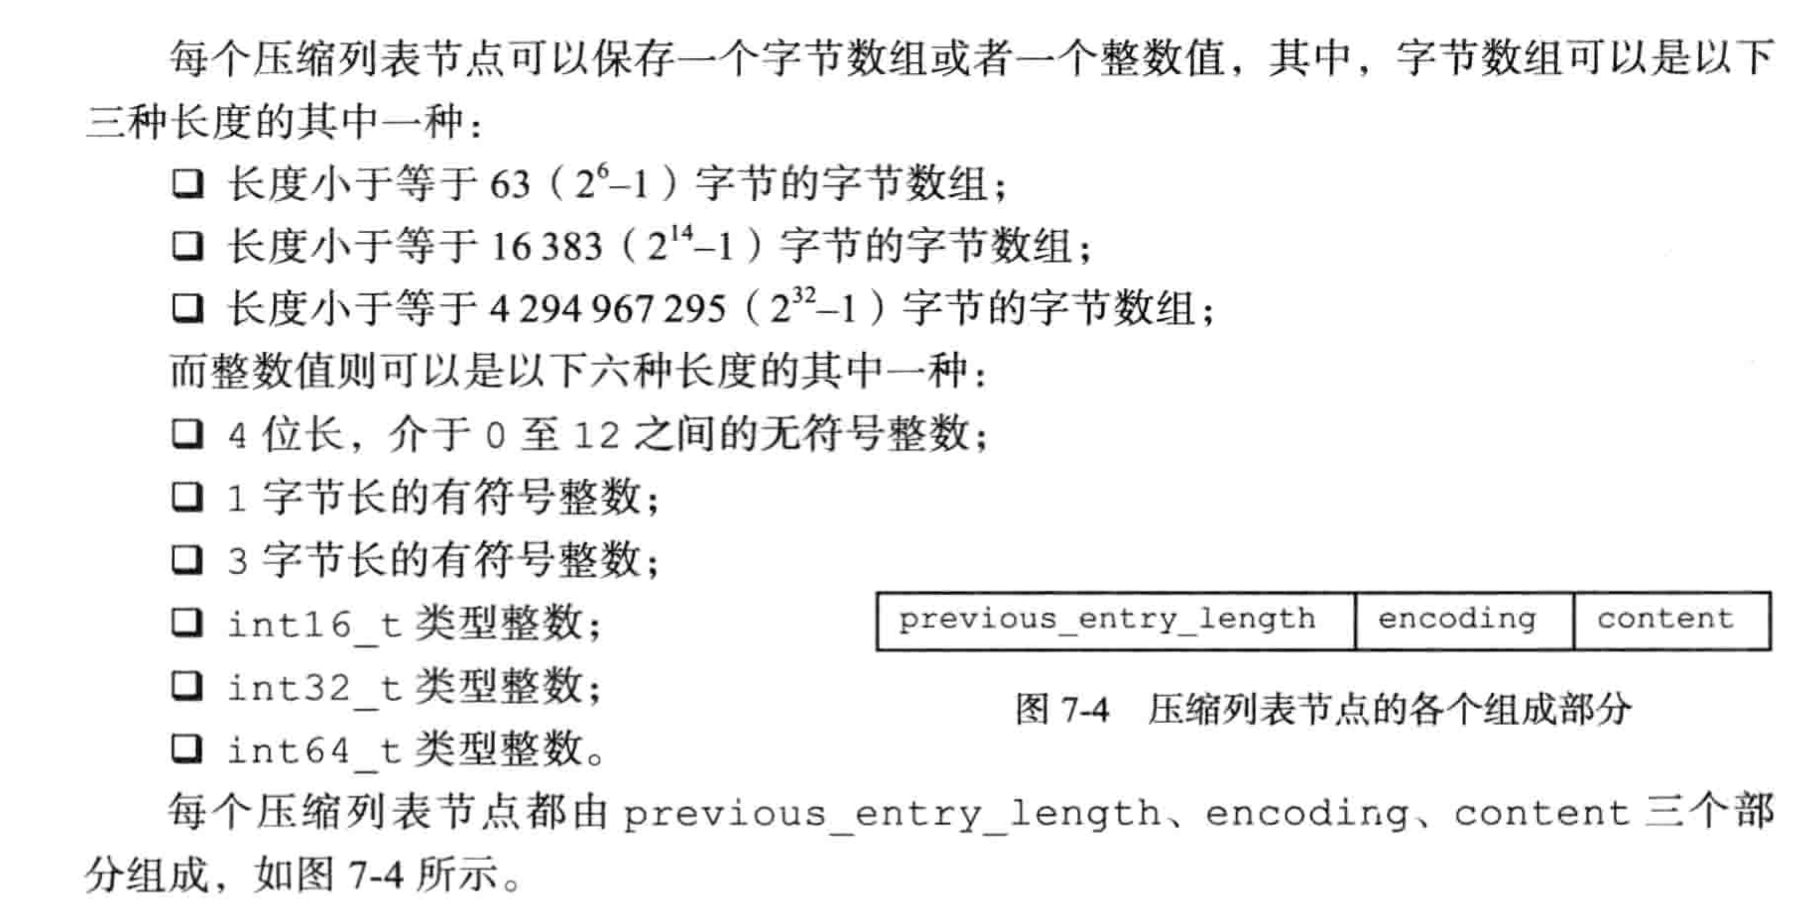 每个压缩列表节点可以保存一个字节数组或者一个整数值，其中，字节数组可以是以下
三种长度的其中一种：
❑ 长度小于等于 63（2⁶–1）字节的字节数组；
❑ 长度小于等于 16 383（2¹⁴–1）字节的字节数组；
❑ 长度小于等于 4 294 967 295（2³²–1）字节的字节数组；
而整数值则可以是以下六种长度的其中一种：
❑ 4 位长，介于 0 至 12 之间的无符号整数；
❑ 1 字节长的有符号整数；
❑ 3 字节长的有符号整数；
❑ int16_t 类型整数；
❑ int32_t 类型整数；
❑ int64_t 类型整数。
previous_entry_length encoding content
图 7-4 压缩列表节点的各个组成部分
每个压缩列表节点都由 previous_entry_length、encoding、content 三个部
分组成，如图 7-4 所示。